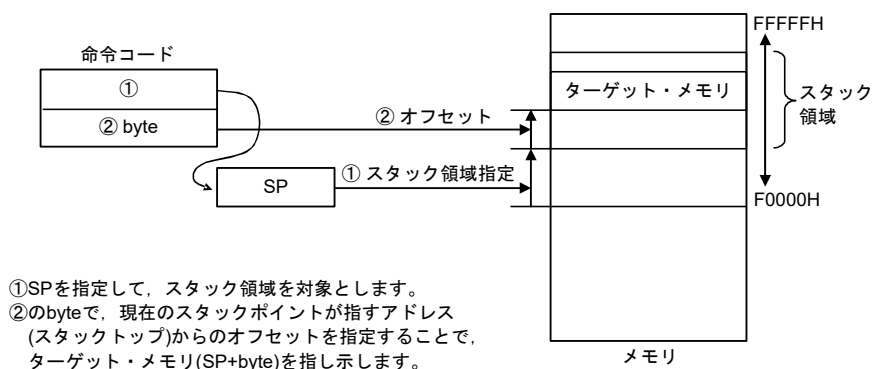 命令コード
①
② byte
SP
② オフセット
① スタック領域指定
ターゲット・メモリ
FFFFFH
スタック
領域
F0000H
メモリ
①SPを指定して，スタック領域を対象とします。
②のbyteで，現在のスタックポイントが指すアドレス
(スタックトップ)からのオフセットを指定することで，
ターゲット・メモリ(SP+byte)を指し示します。